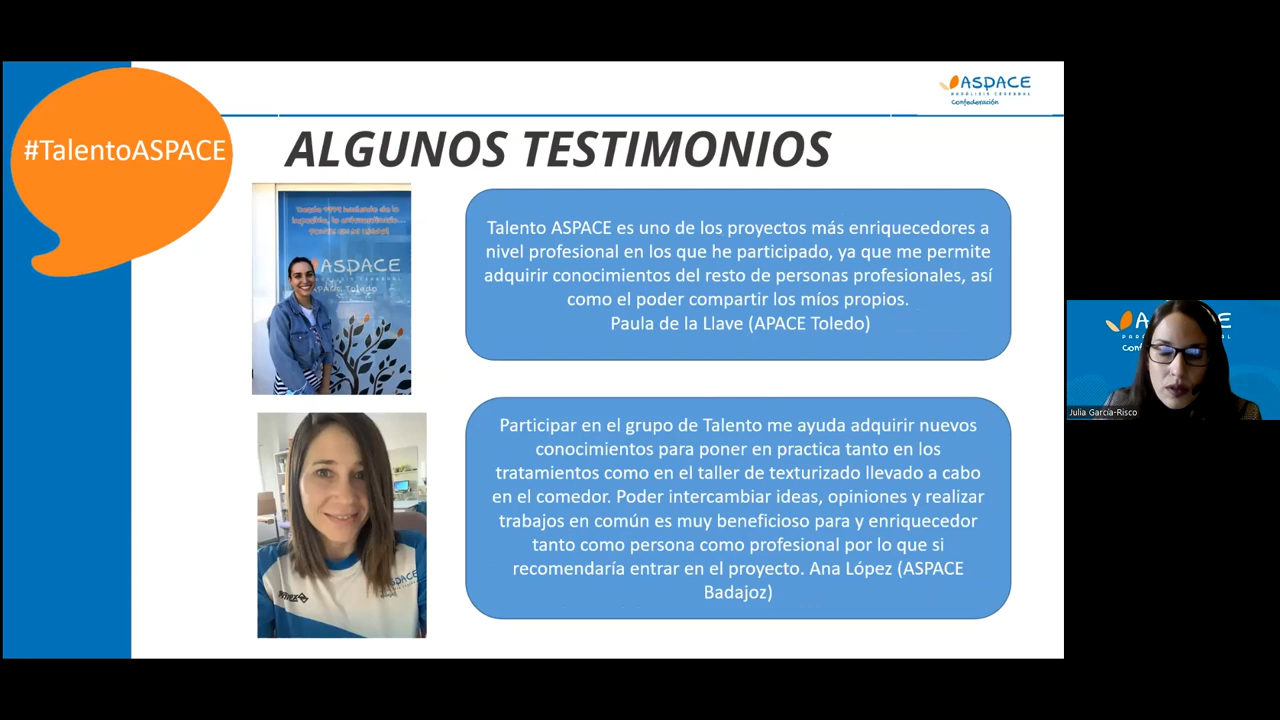 #TalentoASPACE
ASPACE
PARÁLISIS CEREBRAL
Confederación
ALGUNOS TESTIMONIOS
ASPACE
APACE Toledo
Talento ASPACE es uno de los proyectos más enriquecedores a
nivel profesional en los que he participado, ya que me permite
adquirir conocimientos del resto de personas profesionales, así
como el poder compartir los míos propios.
Paula de la Llave (APACE Toledo)
Participar en el grupo de Talento me ayuda adquirir nuevos
conocimientos para poner en practica tanto en los
tratamientos como en el taller de texturizado llevado a cabo
en el comedor. Poder intercambiar ideas, opiniones y realizar
trabajos en común es muy beneficioso para y enriquecedor
tanto como persona como profesional por lo que si
recomendaría entrar en el proyecto. Ana López (ASPACE
Badajoz)
ASPACE
Julia García-Risco